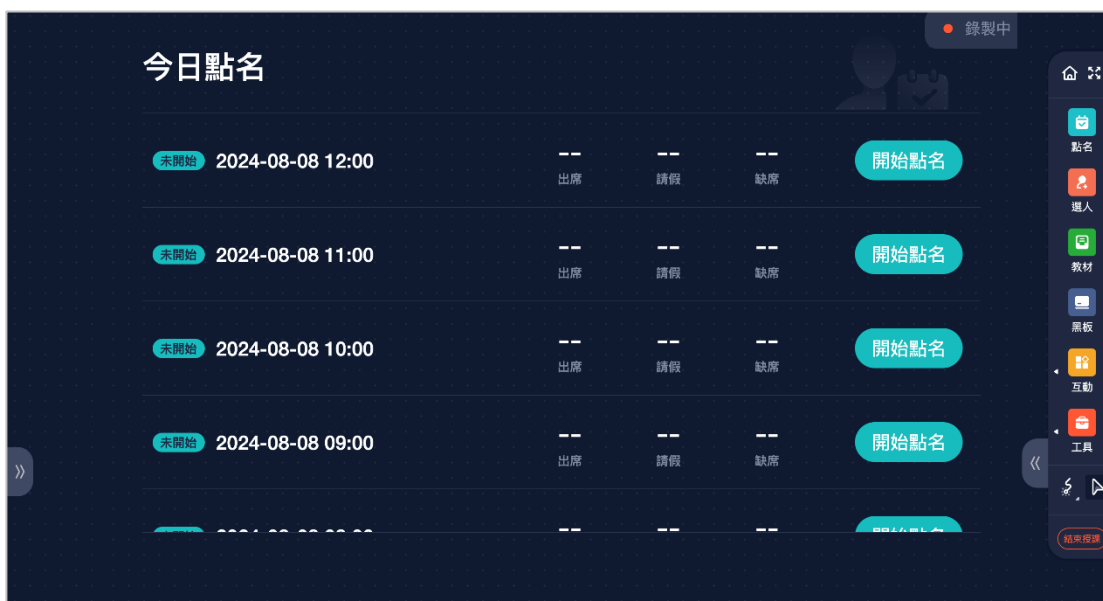 錄製中
今日點名
未開始 2024-08-08 12:00 -- 出席 -- 請假 -- 缺席 開始點名
未開始 2024-08-08 11:00 -- 出席 -- 請假 -- 缺席 開始點名
未開始 2024-08-08 10:00 -- 出席 -- 請假 -- 缺席 開始點名
未開始 2024-08-08 09:00 -- 出席 -- 請假 -- 缺席 開始點名
點名
選人
教材
黑板
互動
工具
結束授課